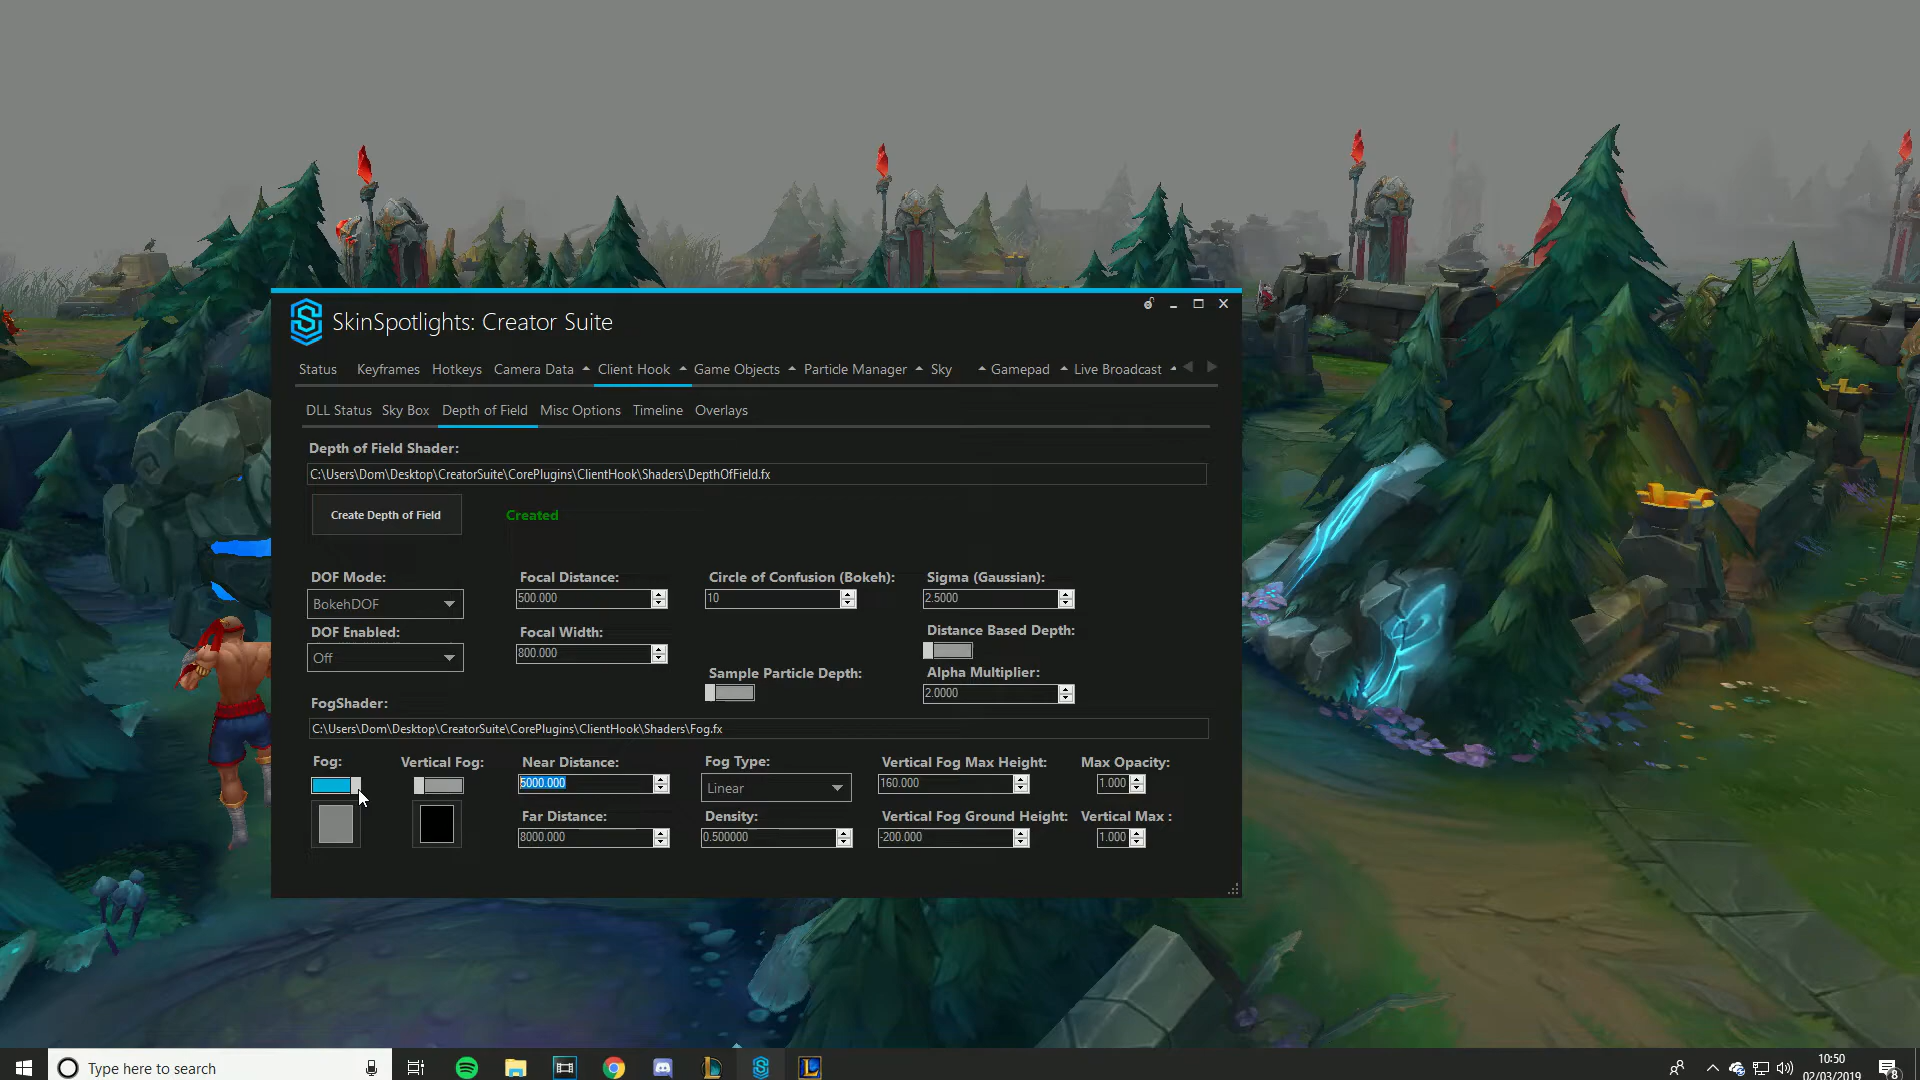 SkinSpotlights: Creator Suite
Status Keyframes Hotkeys Camera Data Client Hook Game Objects Particle Manager Sky Gamepad Live Broadcast
DLL Status Sky Box Depth of Field Misc Options Timeline Overlays
Depth of Field Shader:
C:\Users\Dom\Desktop\CreatorSuite\CorePlugins\ClientHook\Shaders\DepthOfField.fx
Create Depth of Field Created
DOF Mode: Focal Distance: Circle of Confusion (Bokeh): Sigma (Gaussian):
BokehDOF 500.000 10 2.5000
DOF Enabled: Focal Width: Distance Based Depth:
Off 800.000
Sample Particle Depth: Alpha Multiplier:
2.0000
FogShader:
C:\Users\Dom\Desktop\CreatorSuite\CorePlugins\ClientHook\Shaders\Fog.fx
Fog: Vertical Fog: Near Distance: Fog Type: Vertical Fog Max Height: Max Opacity:
5000.000 Linear 160.000 1.000
Far Distance: Density: Vertical Fog Ground Height: Vertical Max :
8000.000 0.500000 -200.000 1.000
Type here to search
10:50
02/03/2019
8